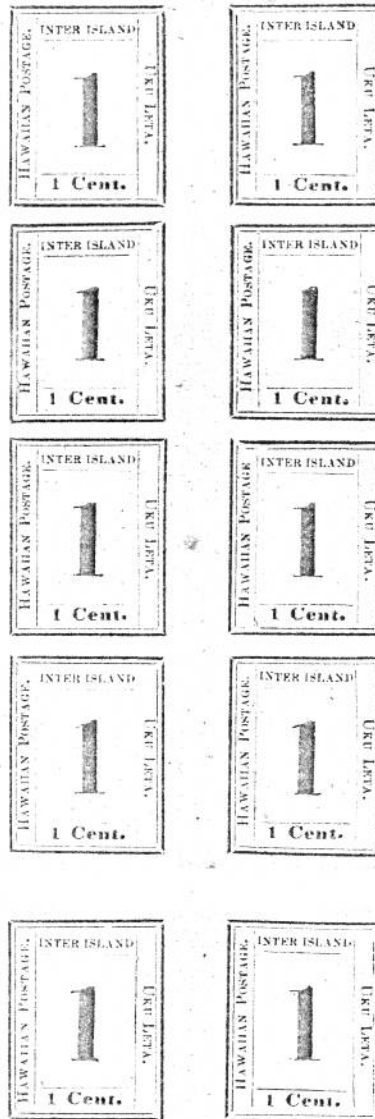 INTER ISLAND
HAWAIIAN POSTAGE.
1
UKU LETA.
1 Cent.
INTER ISLAND
HAWAIIAN POSTAGE.
1
UKU LETA.
1 Cent.
INTER ISLAND
HAWAIIAN POSTAGE.
1
UKU LETA.
1 Cent.
INTER ISLAND
HAWAIIAN POSTAGE.
1
UKU LETA.
1 Cent.
INTER ISLAND
HAWAIIAN POSTAGE.
1
UKU LETA.
1 Cent.
INTER ISLAND
HAWAIIAN POSTAGE.
1
UKU LETA.
1 Cent.
INTER ISLAND
HAWAIIAN POSTAGE.
1
UKU LETA.
1 Cent.
INTER ISLAND
HAWAIIAN POSTAGE.
1
UKU LETA.
1 Cent.
INTER ISLAND
HAWAIIAN POSTAGE.
1
UKU LETA.
1 Cent.
INTER ISLAND
HAWAIIAN POSTAGE.
1
UKU LETA.
1 Cent.